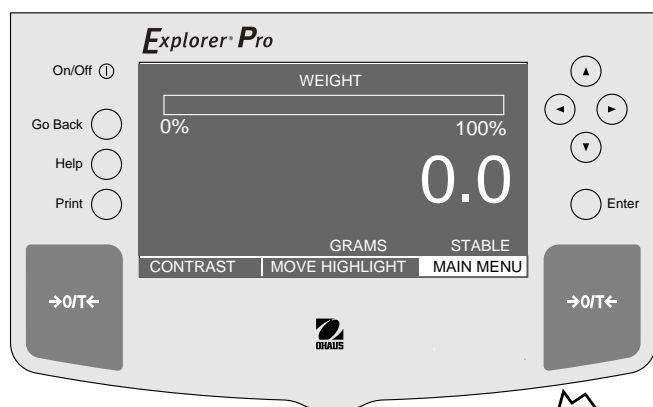 Explorer® Pro
On/Off
Go Back
Help
Print
WEIGHT
0% 100%
0.0
GRAMS STABLE
CONTRAST MOVE HIGHLIGHT MAIN MENU
Enter
→0/T←
→0/T←
OHAUS